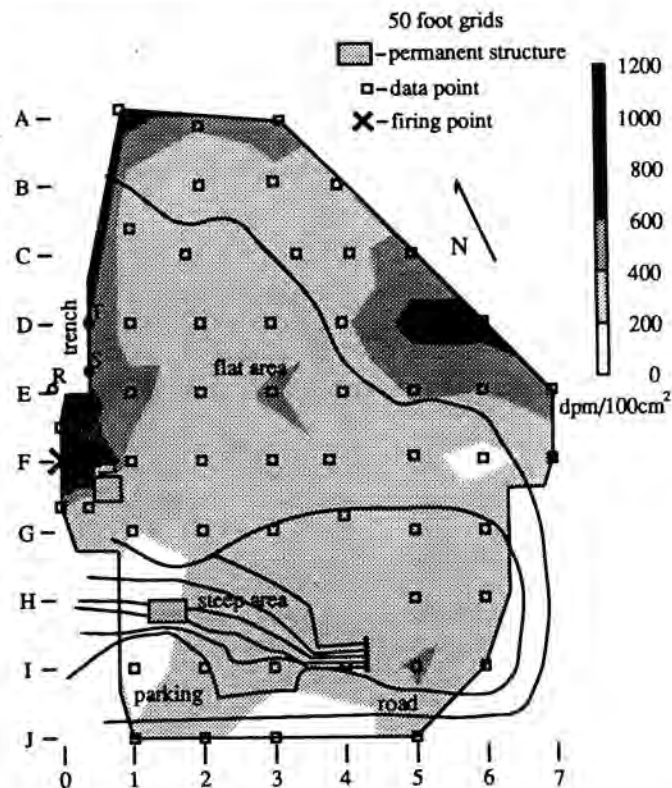 50 foot grids
permanent structure
data point
firing point
1200
1000
800
600
400
200
0
dpm/100cm²
N
A
B
C
D
E
F
G
H
I
J
trench
flat area
steep area
parking
road
0
1
2
3
4
5
6
7